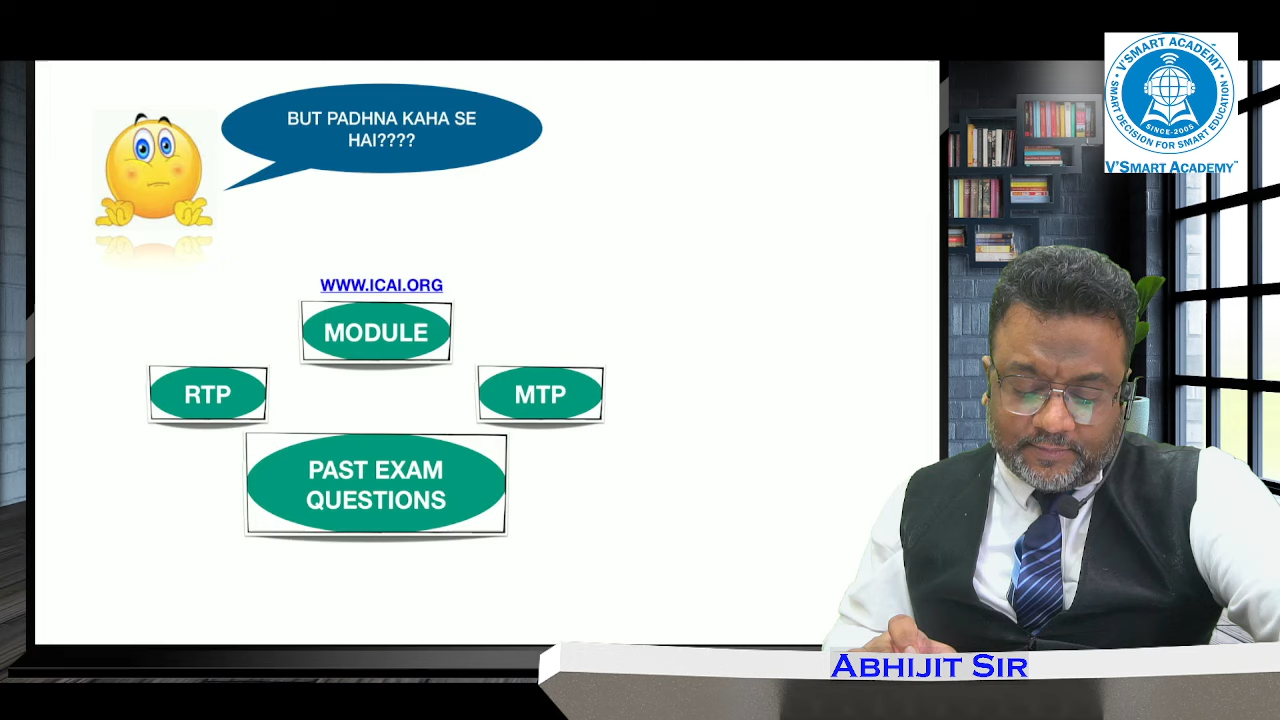 BUT PADHNA KAHA SE
HAI????
WWW.ICAI.ORG
MODULE
RTP
MTP
PAST EXAM
QUESTIONS
V'SMART ACADEMY
SMART DECISION FOR SMART EDUCATION
SINCE-2005
V'SMART ACADEMY™
ABHIJIT SIR